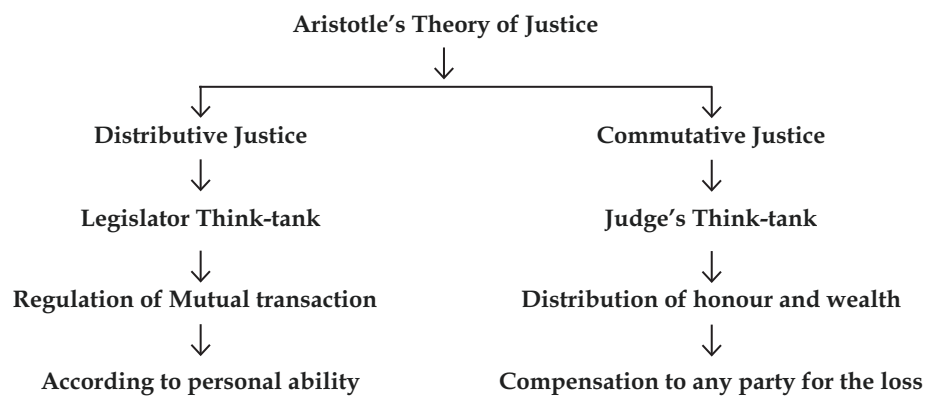 Aristotle's Theory of Justice
Distributive Justice
Commutative Justice
Legislator Think-tank
Judge's Think-tank
Regulation of Mutual transaction
Distribution of honour and wealth
According to personal ability
Compensation to any party for the loss